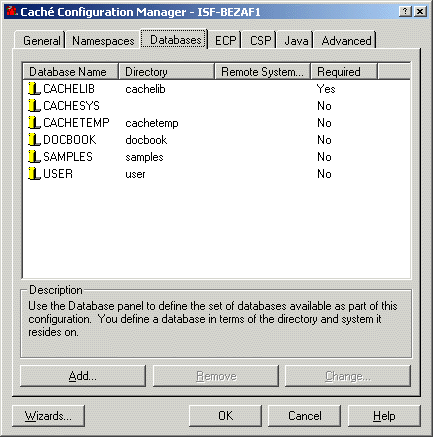 Caché Configuration Manager - ISF-BEZAF1
General Namespaces Databases ECP CSP Java Advanced
Database Name Directory Remote System... Required
CACHELIB cachelib Yes
CACHESYS No
CACHETEMP cachetemp No
DOCBOOK docbook No
SAMPLES samples No
USER user No
Description
Use the Database panel to define the set of databases available as part of this
configuration. You define a database in terms of the directory and system it
resides on.
Add... Remove Change...
Wizards... OK Cancel Help